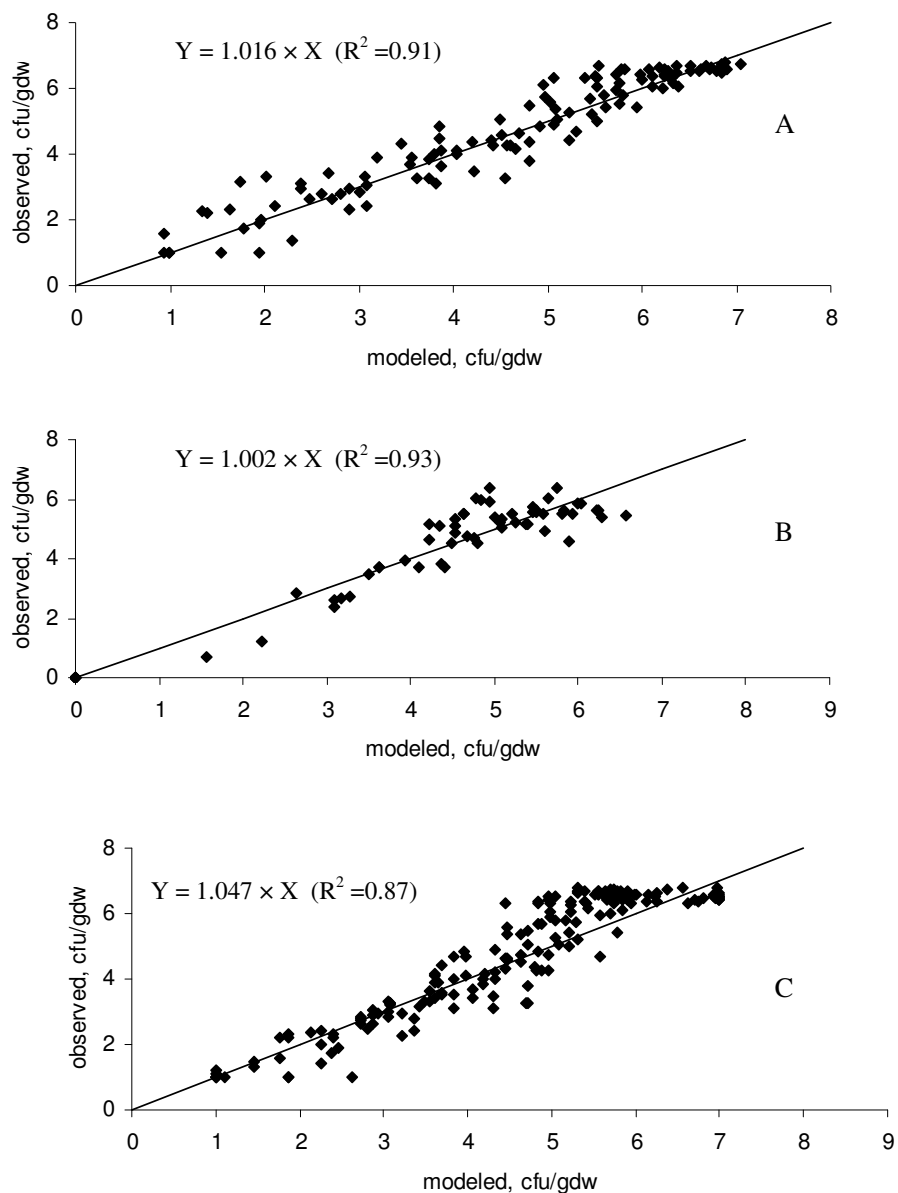 8
Y = 1.016 × X (R² =0.91)
6
A
4
2
0
observed, cfu/gdw
0 1 2 3 4 5 6 7 8
modeled, cfu/gdw
8
Y = 1.002 × X (R² =0.93)
6
B
4
2
0
observed, cfu/gdw
0 1 2 3 4 5 6 7 8 9
modeled, cfu/gdw
8
Y = 1.047 × X (R² =0.87)
6
C
4
2
0
observed, cfu/gdw
0 1 2 3 4 5 6 7 8 9
modeled, cfu/gdw